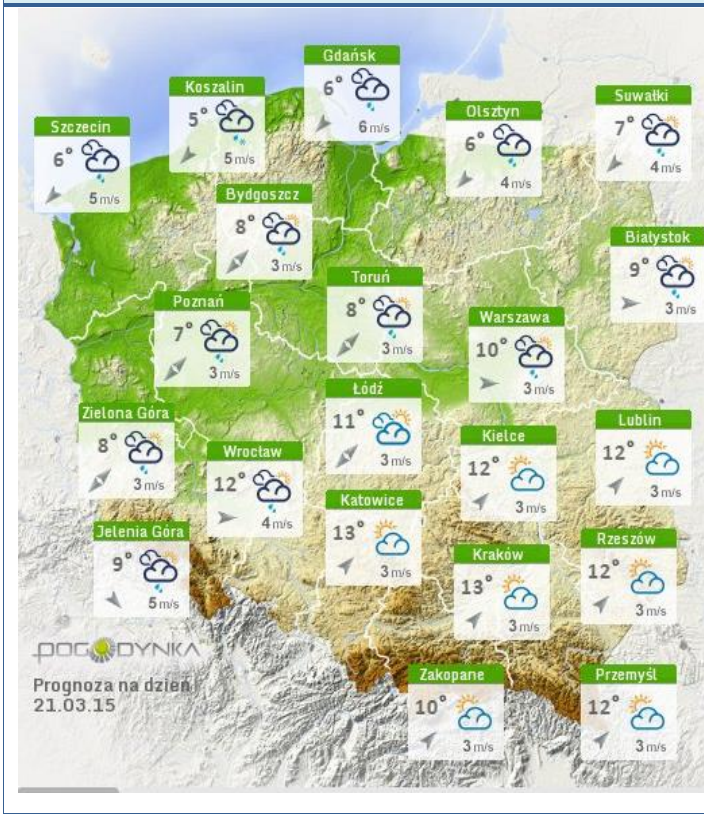 Gdańsk
6°
6 m/s
Koszalin
5°
5 m/s
Szczecin
6°
5 m/s
Olsztyn
6°
4 m/s
Suwałki
7°
4 m/s
Bydgoszcz
8°
3 m/s
Białystok
9°
3 m/s
Toruń
8°
3 m/s
Poznań
7°
3 m/s
Warszawa
10°
3 m/s
Łódź
11°
3 m/s
Zielona Góra
8°
3 m/s
Wrocław
12°
4 m/s
Kielce
12°
3 m/s
Lublin
12°
3 m/s
Katowice
13°
3 m/s
Jelenia Góra
9°
5 m/s
Kraków
13°
3 m/s
Rzeszów
12°
3 m/s
POGODYNKA
Prognoza na dzień
21.03.15
Zakopane
10°
3 m/s
Przemyśl
12°
3 m/s